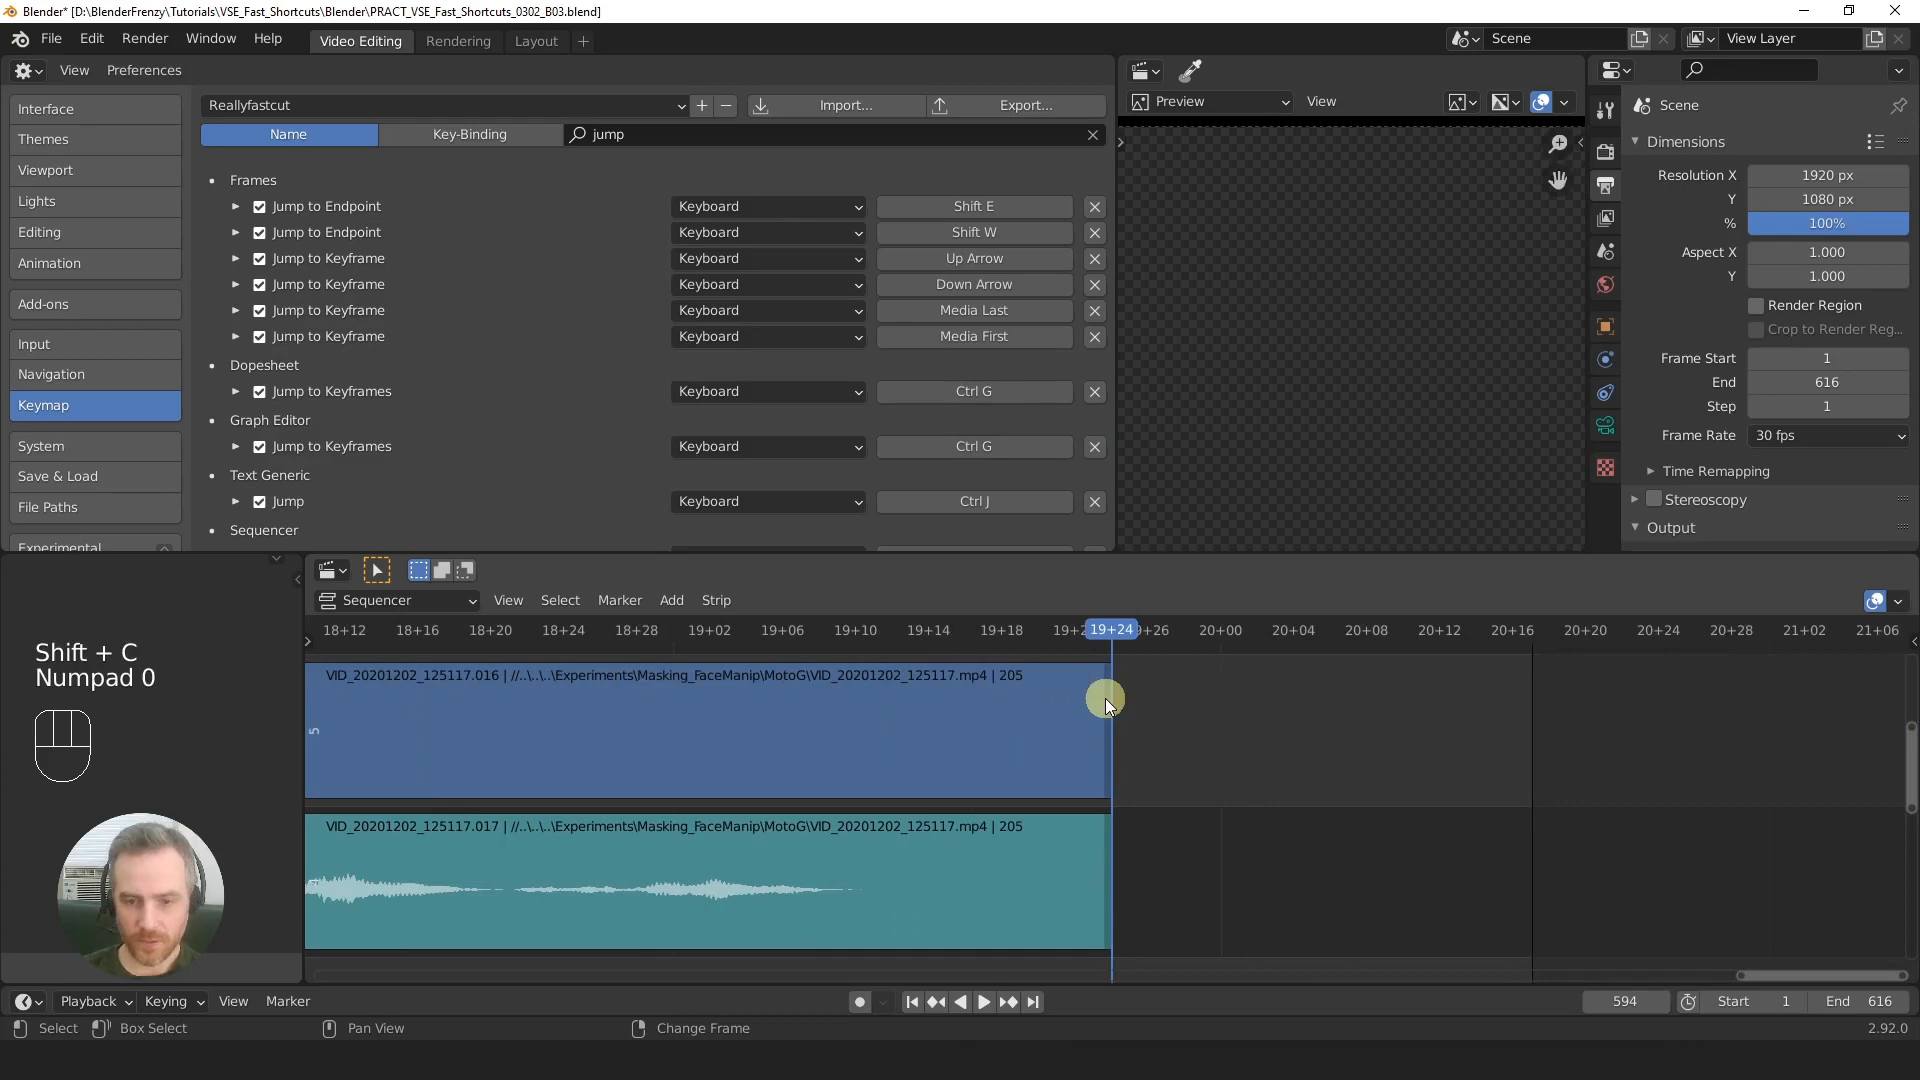 Blender* [D:\BlenderFrenzy\Tutorials\VSE_Fast_Shortcuts\Blender\PRACT_VSE_Fast_Shortcuts_0302_B03.blend]
File Edit Render Window Help Video Editing Rendering Layout + Scene View Layer
View Preferences
Interface
Themes
Viewport
Lights
Editing
Animation
Add-ons
Input
Navigation
Keymap
System
Save & Load
File Paths
Experimental
Reallyfastcut + − Import... Export...
Name Key-Binding jump
Frames
Jump to Endpoint Keyboard Shift E
Jump to Endpoint Keyboard Shift W
Jump to Keyframe Keyboard Up Arrow
Jump to Keyframe Keyboard Down Arrow
Jump to Keyframe Keyboard Media Last
Jump to Keyframe Keyboard Media First
Dopesheet
Jump to Keyframes Keyboard Ctrl G
Graph Editor
Jump to Keyframes Keyboard Ctrl G
Text Generic
Jump Keyboard Ctrl J
Sequencer
Preview View
Scene
Dimensions
Resolution X 1920 px
Y 1080 px
% 100%
Aspect X 1.000
Y 1.000
Render Region
Crop to Render Reg...
Frame Start 1
End 616
Step 1
Frame Rate 30 fps
Time Remapping
Stereoscopy
Output
Shift + C
Numpad 0
Sequencer View Select Marker Add Strip
18+12 18+16 18+20 18+24 18+28 19+02 19+06 19+10 19+14 19+18 19+24 20+00 20+04 20+08 20+12 20+16 20+20 20+24 20+28 21+02 21+06
VID_20201202_125117.016 | //..\..\..\Experiments\Masking_FaceManip\MotoG\VID_20201202_125117.mp4 | 205
5
VID_20201202_125117.017 | //..\..\..\Experiments\Masking_FaceManip\MotoG\VID_20201202_125117.mp4 | 205
Playback Keying View Marker 594 Start 1 End 616
Select Box Select Pan View Change Frame 2.92.0